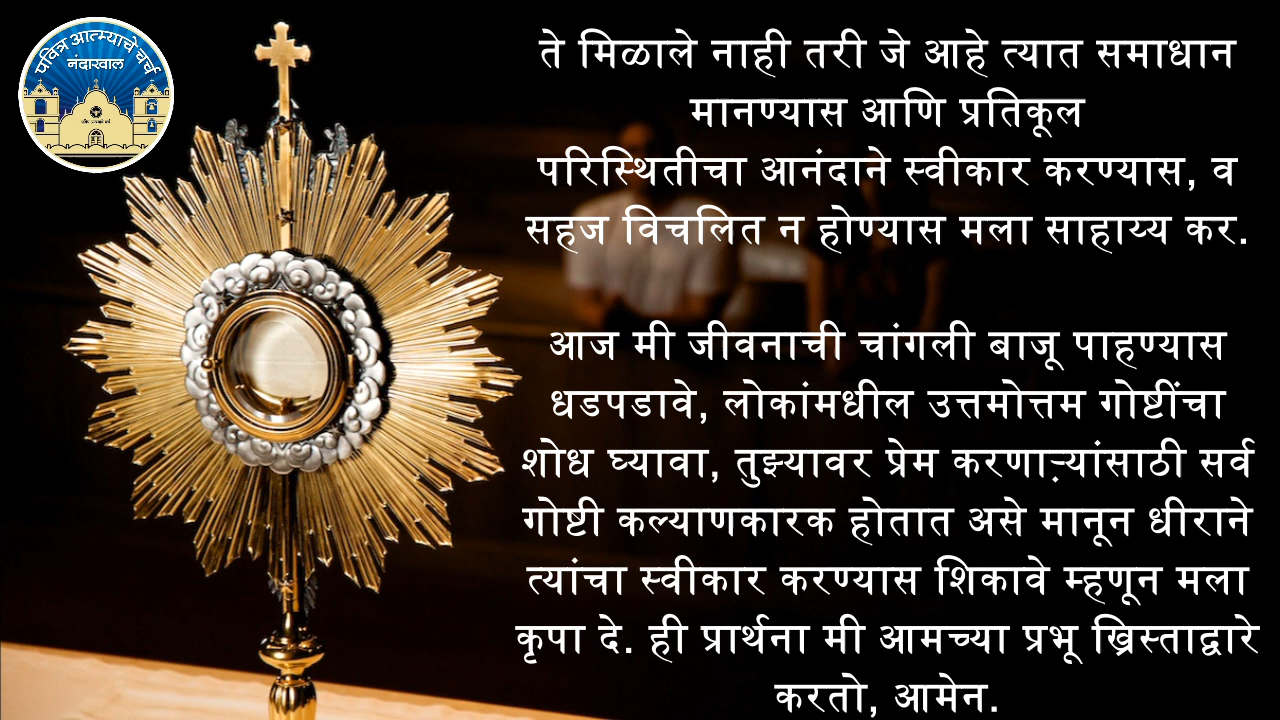 पवित्र आत्म्याचे चर्च
नंदाखाल
ते मिळाले नाही तरी जे आहे त्यात समाधान
मानण्यास आणि प्रतिकूल
परिस्थितीचा आनंदाने स्वीकार करण्यास, व
सहज विचलित न होण्यास मला साहाय्य कर.
आज मी जीवनाची चांगली बाजू पाहण्यास
धडपडावे, लोकांमधील उत्तमोत्तम गोष्टींचा
शोध घ्यावा, तुझ्यावर प्रेम करणाऱ्यांसाठी सर्व
गोष्टी कल्याणकारक होतात असे मानून धीराने
त्यांचा स्वीकार करण्यास शिकावे म्हणून मला
कृपा दे. ही प्रार्थना मी आमच्या प्रभू ख्रिस्ताद्वारे
करतो, आमेन.